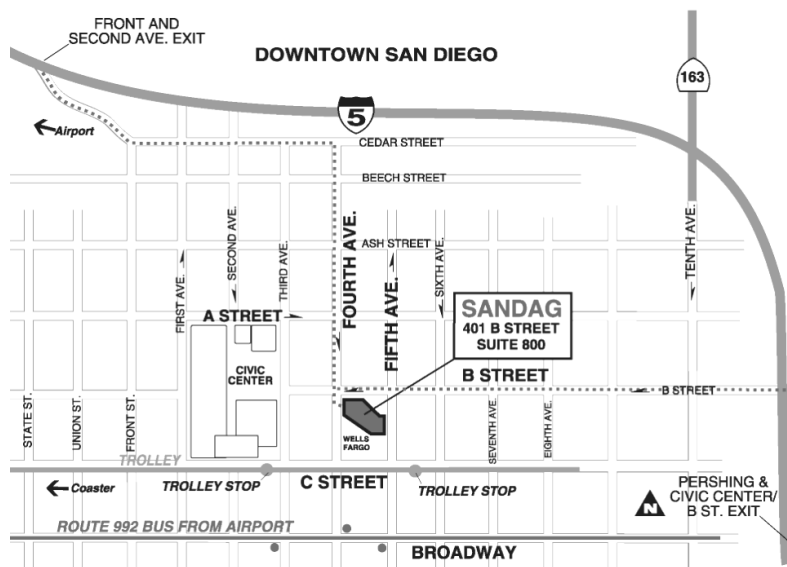 FRONT AND
SECOND AVE. EXIT
DOWNTOWN SAN DIEGO
163
5
Airport
CEDAR STREET
BEECH STREET
ASH STREET
FIRST AVE.
SECOND AVE.
THIRD AVE.
FOURTH AVE.
FIFTH AVE.
SIXTH AVE.
TENTH AVE.
A STREET
SANDAG
401 B STREET
SUITE 800
CIVIC
CENTER
B STREET
B STREET
STATE ST.
UNION ST.
FRONT ST.
WELLS
FARGO
SEVENTH AVE.
EIGHTH AVE.
TROLLEY
Coaster
TROLLEY STOP
C STREET
TROLLEY STOP
PERSHING &
CIVIC CENTER/
B ST. EXIT
N
ROUTE 992 BUS FROM AIRPORT
BROADWAY